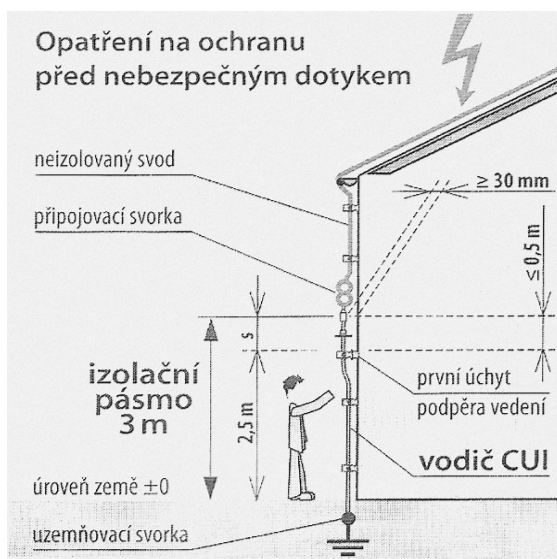 Opatření na ochranu
před nebezpečným dotykem
neizolovaný svod
připojovací svorka
≥ 30 mm
≤ 0,5 m
s
izolační
pásmo
3 m
2,5 m
první úchyt
podpěra vedení
vodič CUI
úroveň země ±0
uzemňovací svorka